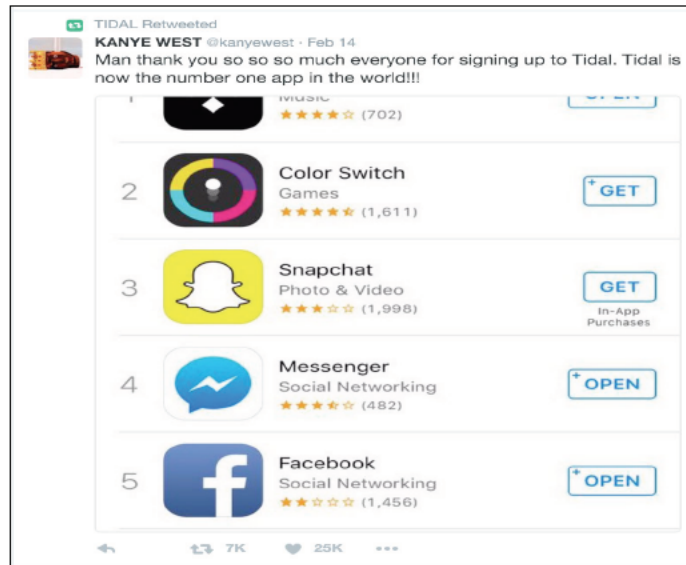 TIDAL Retweeted
KANYE WEST @kanyewest · Feb 14
Man thank you so so so much everyone for signing up to Tidal. Tidal is
now the number one app in the world!!!
(702)
2 Color Switch
Games
(1,611)
+ GET
3 Snapchat
Photo & Video
(1,998)
GET
In-App
Purchases
4 Messenger
Social Networking
(482)
+ OPEN
5 Facebook
Social Networking
(1,456)
+ OPEN
7K 25K